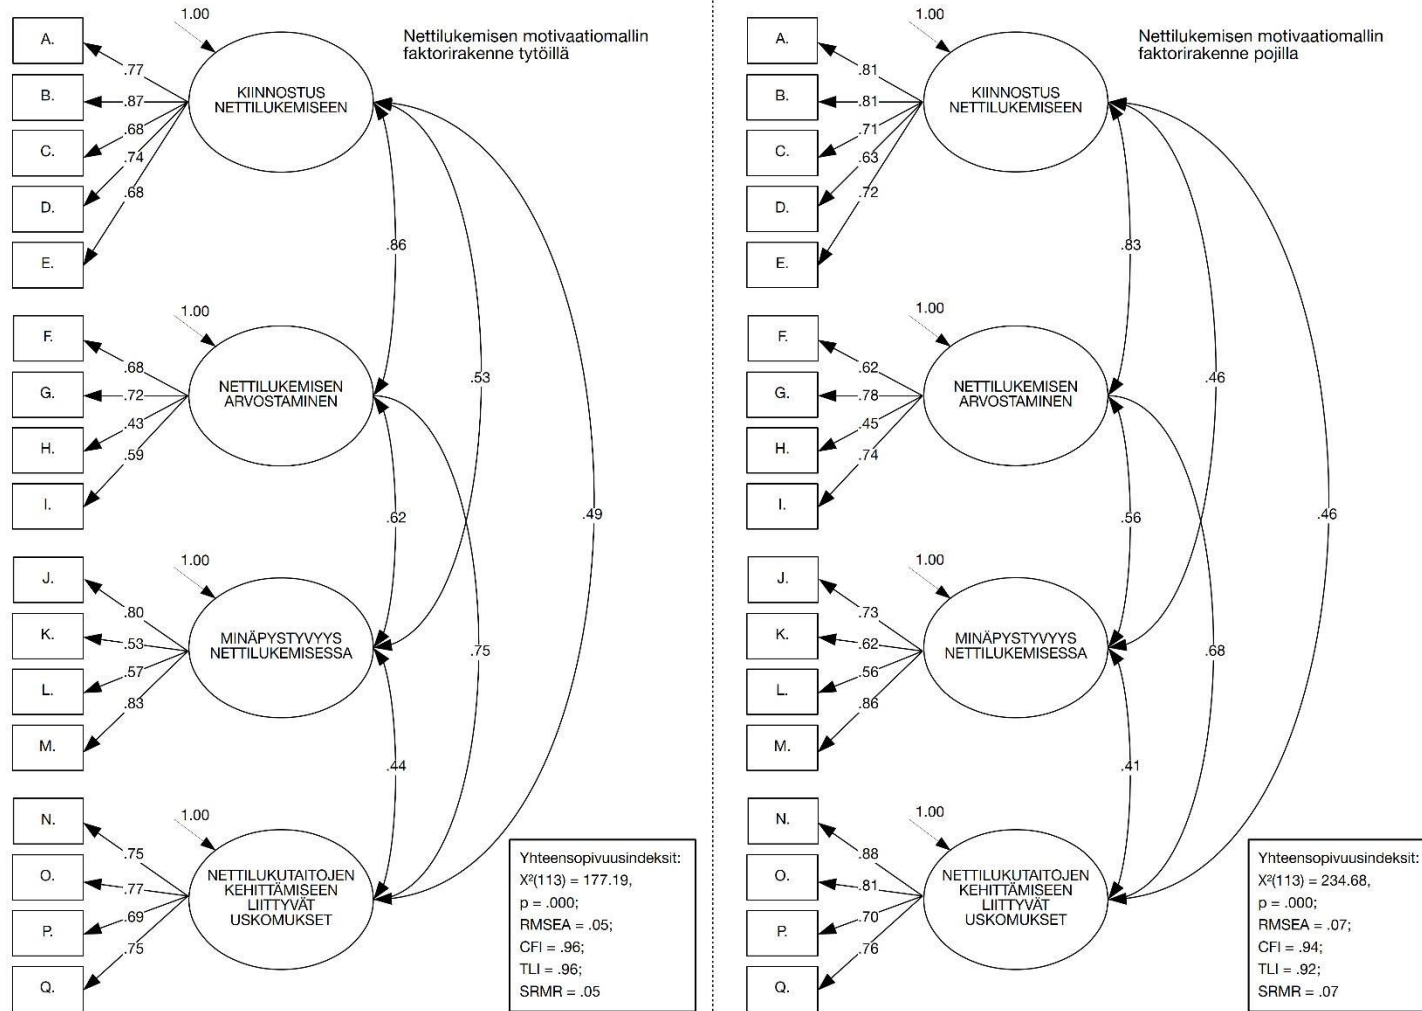 Nettilukemisen motivaatiomallin
faktorirakenne tytöillä
1.00
A.
B.
C.
D.
E.
.77
.87
.68
.74
.68
KIINNOSTUS
NETTILUKEMISEEN
.86
.53
.49
1.00
F.
G.
H.
I.
.68
.72
.43
.59
NETTILUKEMISEN
ARVOSTAMINEN
.62
.75
1.00
J.
K.
L.
M.
.80
.53
.57
.83
MINÄPYSTYVYYS
NETTILUKEMISESSA
.44
1.00
N.
O.
P.
Q.
.75
.77
.69
.75
NETTILUKUTAITOJEN
KEHITTÄMISEEN
LIITTYVÄT
USKOMUKSET
Yhteensopivuusindeksit:
X²(113) = 177.19,
p = .000;
RMSEA = .05;
CFI = .96;
TLI = .96;
SRMR = .05
Nettilukemisen motivaatiomallin
faktorirakenne pojilla
1.00
A.
B.
C.
D.
E.
.81
.81
.71
.63
.72
KIINNOSTUS
NETTILUKEMISEEN
.83
.46
.46
1.00
F.
G.
H.
I.
.62
.78
.45
.74
NETTILUKEMISEN
ARVOSTAMINEN
.56
.68
1.00
J.
K.
L.
M.
.73
.62
.56
.86
MINÄPYSTYVYYS
NETTILUKEMISESSA
.41
1.00
N.
O.
P.
Q.
.88
.81
.70
.76
NETTILUKUTAITOJEN
KEHITTÄMISEEN
LIITTYVÄT
USKOMUKSET
Yhteensopivuusindeksit:
X²(113) = 234.68,
p = .000;
RMSEA = .07;
CFI = .94;
TLI = .92;
SRMR = .07